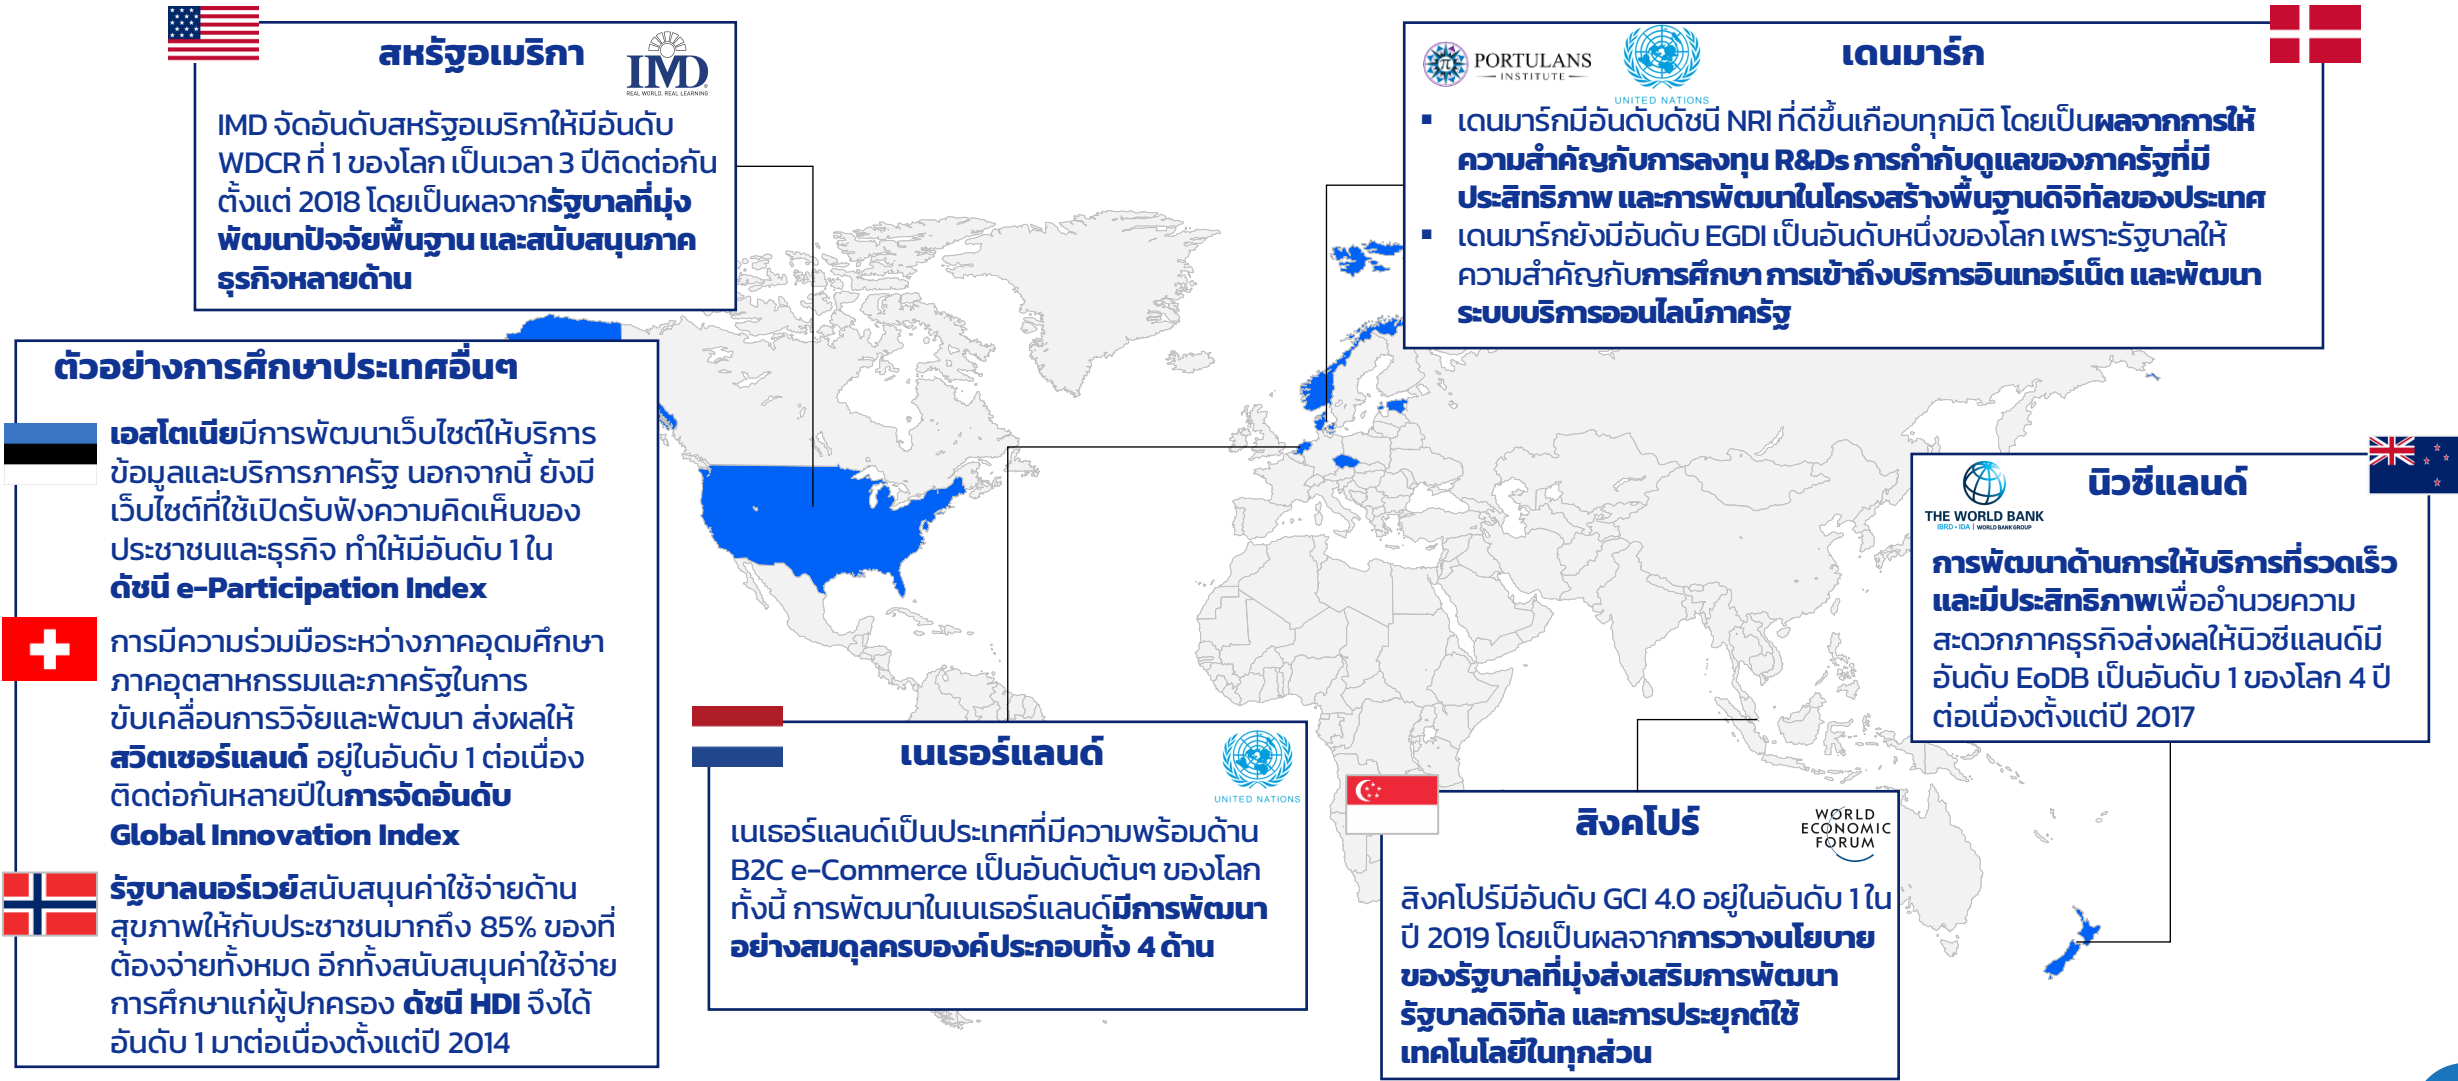 สหรัฐอเมริกา
IMD
REAL WORLD. REAL LEARNING
IMD จัดอันดับสหรัฐอเมริกาให้มีอันดับ
WDCR ที่ 1 ของโลก เป็นเวลา 3 ปีติดต่อกัน
ตั้งแต่ 2018 โดยเป็นผลจากรัฐบาลที่มุ่ง
พัฒนาปัจจัยพื้นฐาน และสนับสนุนภาค
ธุรกิจหลายด้าน
PORTULANS
INSTITUTE
UNITED NATIONS
เดนมาร์ก
▪ เดนมาร์กมีอันดับดัชนี NRI ที่ดีขึ้นเกือบทุกมิติ โดยเป็นผลจากการให้
ความสำคัญกับการลงทุน R&Ds การกำกับดูแลของภาครัฐที่มี
ประสิทธิภาพ และการพัฒนาในโครงสร้างพื้นฐานดิจิทัลของประเทศ
▪ เดนมาร์กยังมีอันดับ EGDI เป็นอันดับหนึ่งของโลก เพราะรัฐบาลให้
ความสำคัญกับการศึกษา การเข้าถึงบริการอินเทอร์เน็ต และพัฒนา
ระบบบริการออนไลน์ภาครัฐ
ตัวอย่างการศึกษาประเทศอื่นๆ
เอสโตเนียมีการพัฒนาเว็บไซต์ให้บริการ
ข้อมูลและบริการภาครัฐ นอกจากนี้ ยังมี
เว็บไซต์ที่ใช้เปิดรับฟังความคิดเห็นของ
ประชาชนและธุรกิจ ทำให้มีอันดับ 1 ใน
ดัชนี e-Participation Index
การมีความร่วมมือระหว่างภาคอุดมศึกษา
ภาคอุตสาหกรรมและภาครัฐในการ
ขับเคลื่อนการวิจัยและพัฒนา ส่งผลให้
สวิตเซอร์แลนด์ อยู่ในอันดับ 1 ต่อเนื่อง
ติดต่อกันหลายปีในการจัดอันดับ
Global Innovation Index
รัฐบาลนอร์เวย์สนับสนุนค่าใช้จ่ายด้าน
สุขภาพให้กับประชาชนมากถึง 85% ของที่
ต้องจ่ายทั้งหมด อีกทั้งสนับสนุนค่าใช้จ่าย
การศึกษาแก่ผู้ปกครอง ดัชนี HDI จึงได้
อันดับ 1 มาต่อเนื่องตั้งแต่ปี 2014
เนเธอร์แลนด์
UNITED NATIONS
เนเธอร์แลนด์เป็นประเทศที่มีความพร้อมด้าน
B2C e-Commerce เป็นอันดับต้นๆ ของโลก
ทั้งนี้ การพัฒนาในเนเธอร์แลนด์มีการพัฒนา
อย่างสมดุลครบองค์ประกอบทั้ง 4 ด้าน
สิงคโปร์
WORLD
ECONOMIC
FORUM
สิงคโปร์มีอันดับ GCI 4.0 อยู่ในอันดับ 1 ใน
ปี 2019 โดยเป็นผลจากการวางนโยบาย
ของรัฐบาลที่มุ่งส่งเสริมการพัฒนา
รัฐบาลดิจิทัล และการประยุกต์ใช้
เทคโนโลยีในทุกส่วน
นิวซีแลนด์
THE WORLD BANK
IBRD • IDA | WORLD BANK GROUP
การพัฒนาด้านการให้บริการที่รวดเร็ว
และมีประสิทธิภาพเพื่ออำนวยความ
สะดวกภาคธุรกิจส่งผลให้นิวซีแลนด์มี
อันดับ EoDB เป็นอันดับ 1 ของโลก 4 ปี
ต่อเนื่องตั้งแต่ปี 2017